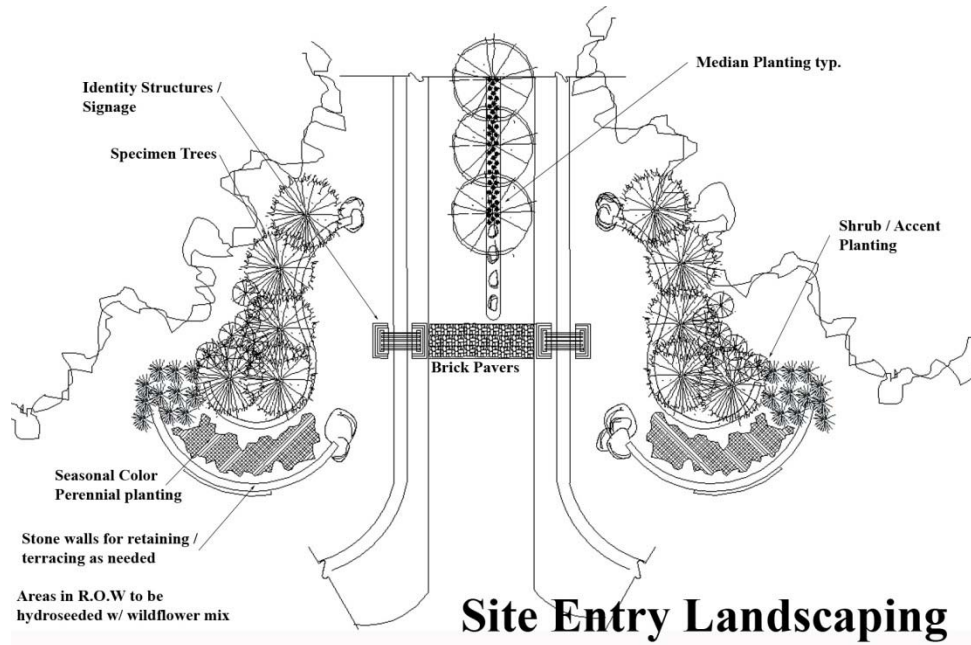 Identity Structures /
Signage
Median Planting typ.
Specimen Trees
Shrub / Accent
Planting
Brick Pavers
Seasonal Color
Perennial planting
Stone walls for retaining /
terracing as needed
Areas in R.O.W to be
hydroseeded w/ wildflower mix
Site Entry Landscaping